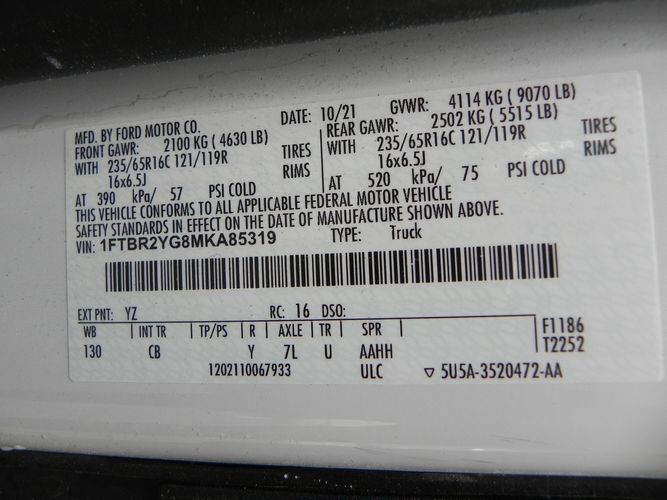 MFD. BY FORD MOTOR CO. DATE: 10/21 GVWR: 4114 KG ( 9070 LB)
FRONT GAWR: 2100 KG ( 4630 LB) REAR GAWR: 2502 KG ( 5515 LB)
WITH 235/65R16C 121/119R TIRES WITH 235/65R16C 121/119R TIRES
16x6.5J RIMS 16x6.5J RIMS
AT 390 kPa/ 57 PSI COLD AT 520 kPa/ 75 PSI COLD
THIS VEHICLE CONFORMS TO ALL APPLICABLE FEDERAL MOTOR VEHICLE
SAFETY STANDARDS IN EFFECT ON THE DATE OF MANUFACTURE SHOWN ABOVE.
VIN: 1FTBR2YG8MKA85319 TYPE: Truck
EXT PNT: YZ RC: 16 DSO:
WB | INT TR | TP/PS | R | AXLE | TR | SPR | F1186
130 CB Y 7L U AAHH T2252
1202110067933 ULC ▽ 5U5A-3520472-AA